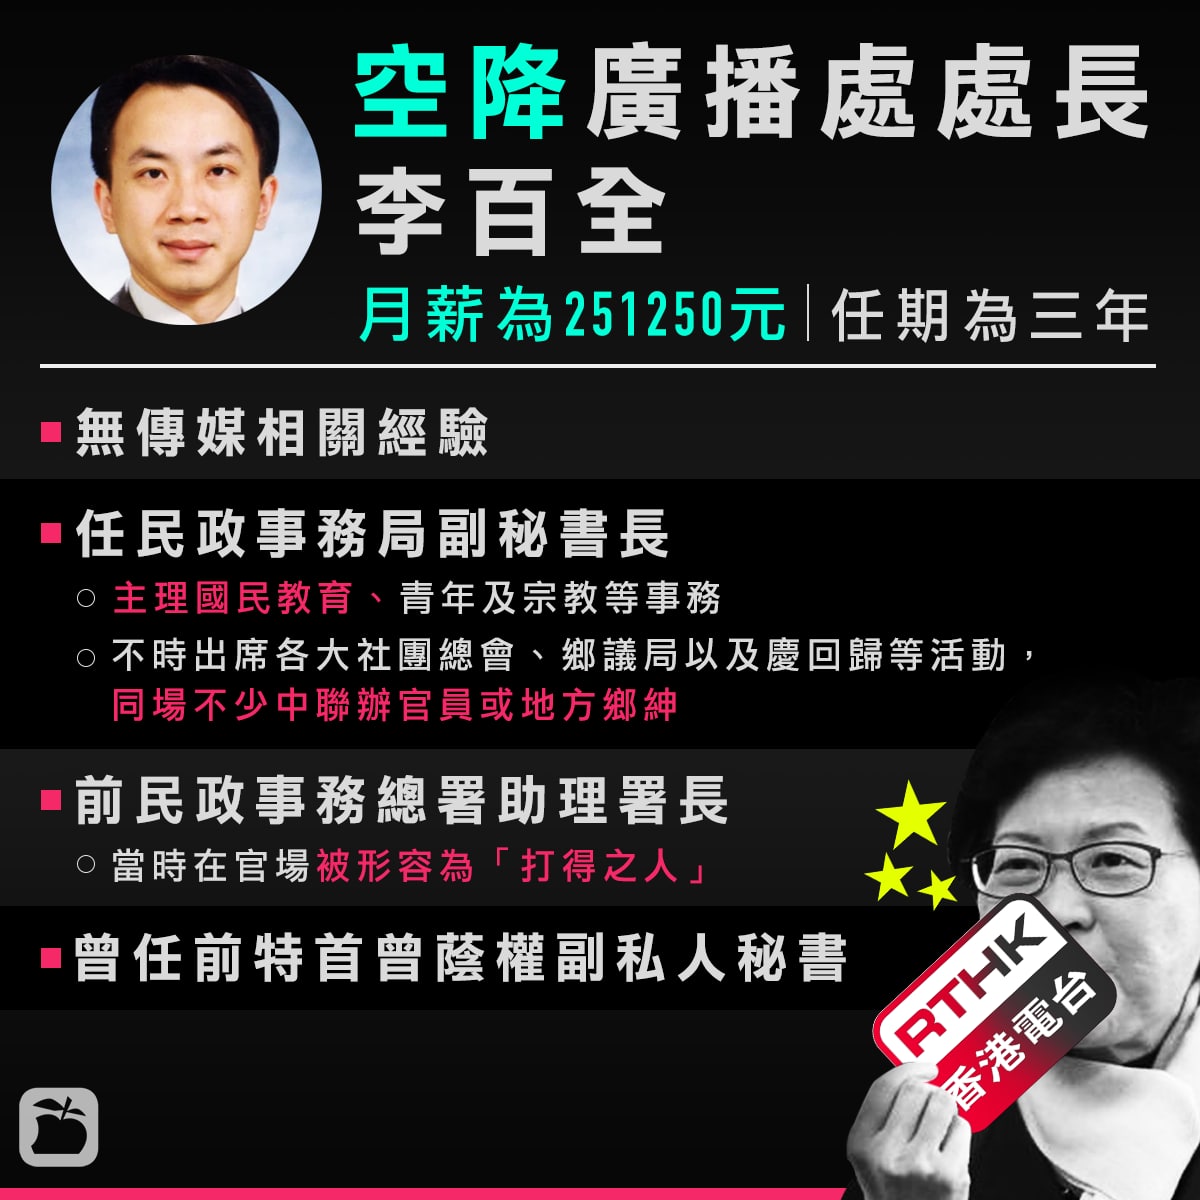 空降廣播處處長
李百全
月薪為251250元|任期為三年
無傳媒相關經驗
任民政事務局副秘書長
主理國民教育、青年及宗教等事務
不時出席各大社團總會、鄉議局以及慶回歸等活動，
同場不少中聯辦官員或地方鄉紳
前民政事務總署助理署長
當時在官場被形容為「打得之人」
曾任前特首曾蔭權副私人秘書
RTHK
香港電台